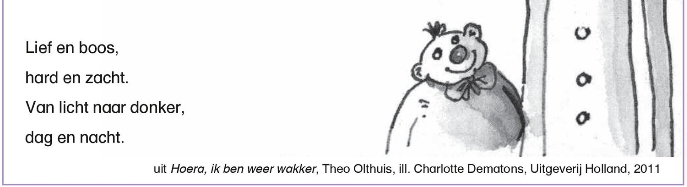 Lief en boos,
hard en zacht.
Van licht naar donker,
dag en nacht.
uit Hoera, ik ben weer wakker, Theo Olthuis, ill. Charlotte Dematons, Uitgeverij Holland, 2011